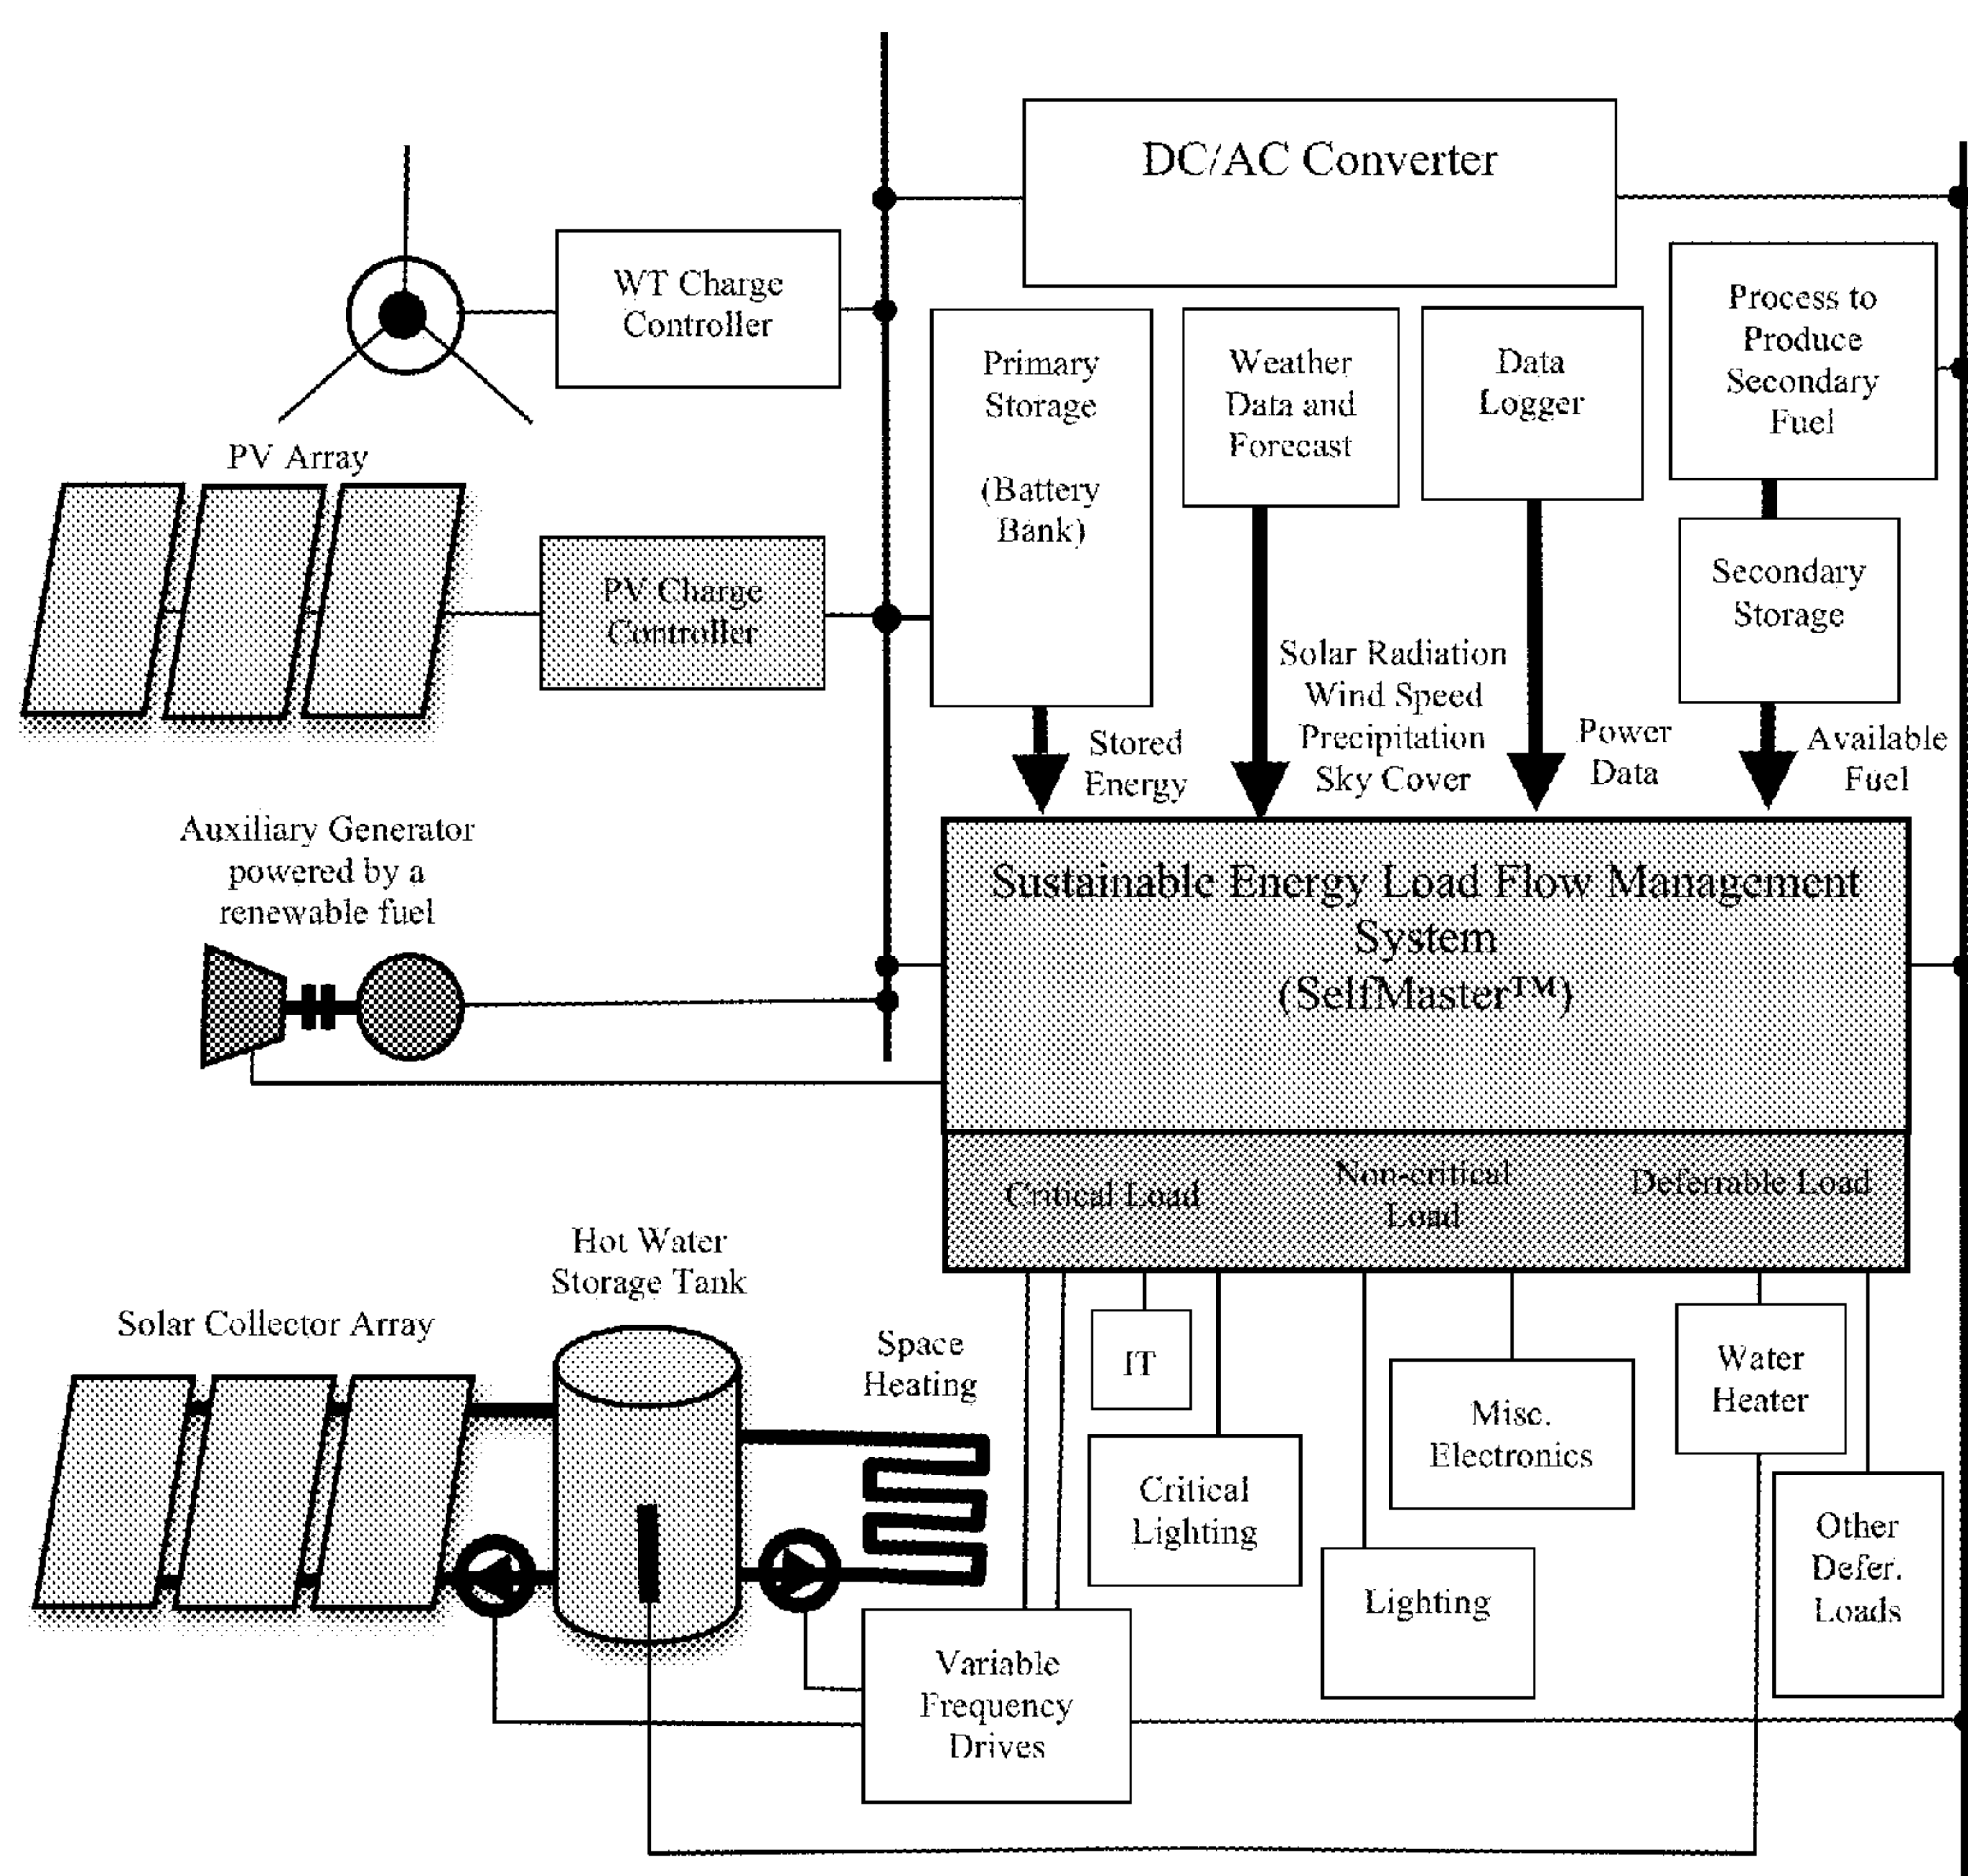 DC/AC Converter
WT Charge
Controller
Process to
Produce
Secondary
Fuel
Primary
Storage
(Battery
Bank)
Weather
Data and
Forecast
Data
Logger
PV Array
PV Charge
Controller
Secondary
Storage
Solar Radiation
Wind Speed
Precipitation
Sky Cover
Stored
Energy
Power
Data
Available
Fuel
Auxiliary Generator
powered by a
renewable fuel
Sustainable Energy Load Flow Management
System
(SelfMaster™)
Critical Load
Non-critical
Load
Deferrable Load
Hot Water
Storage Tank
Solar Collector Array
Space
Heating
IT
Water
Heater
Misc.
Electronics
Critical
Lighting
Other
Defer.
Loads
Lighting
Variable
Frequency
Drives